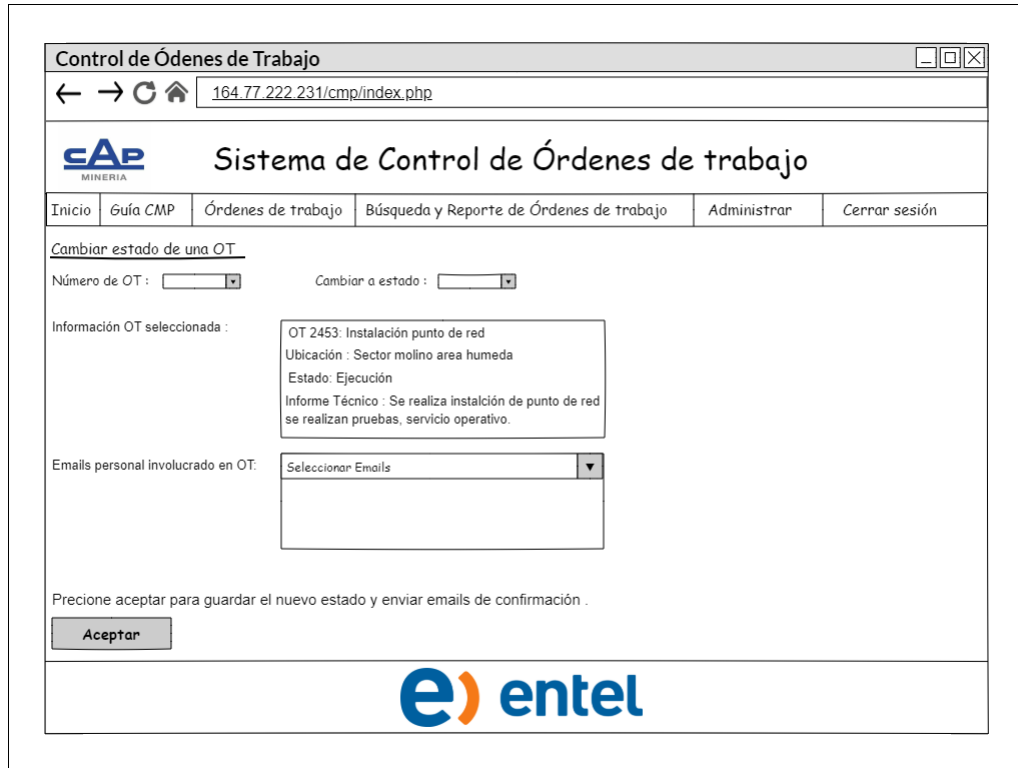 Control de Ódenes de Trabajo
164.77.222.231/cmp/index.php
CAP
MINERIA
Sistema de Control de Órdenes de trabajo
Inicio Guía CMP Órdenes de trabajo Búsqueda y Reporte de Órdenes de trabajo Administrar Cerrar sesión
Cambiar estado de una OT
Número de OT : Cambiar a estado :
Información OT seleccionada :
OT 2453: Instalación punto de red
Ubicación : Sector molino area humeda
Estado: Ejecución
Informe Técnico : Se realiza instalción de punto de red
se realizan pruebas, servicio operativo.
Emails personal involucrado en OT: Seleccionar Emails
Precione aceptar para guardar el nuevo estado y enviar emails de confirmación .
Aceptar
e) entel